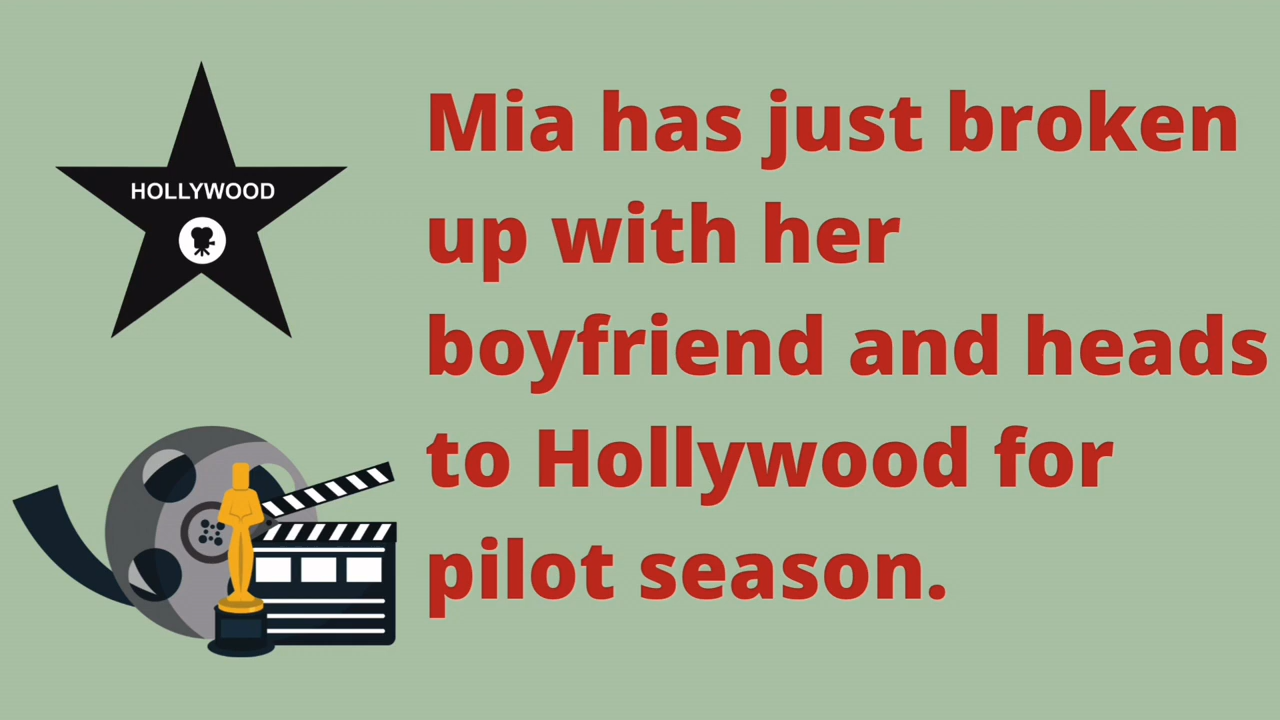 HOLLYWOOD
Mia has just broken
up with her
boyfriend and heads
to Hollywood for
pilot season.